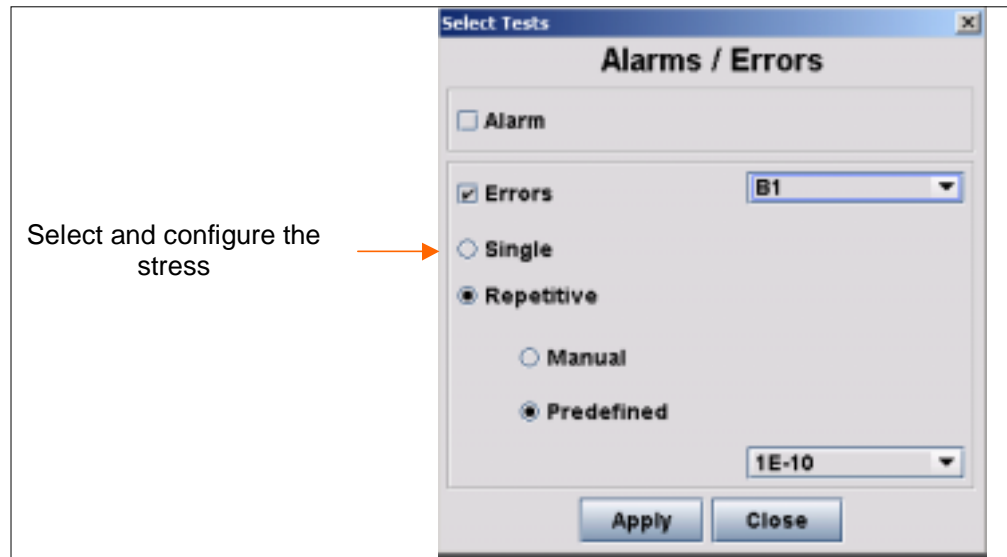 Select Tests
Alarms / Errors
Alarm
Errors
B1
Select and configure the
stress
Single
Repetitive
Manual
Predefined
1E-10
Apply
Close